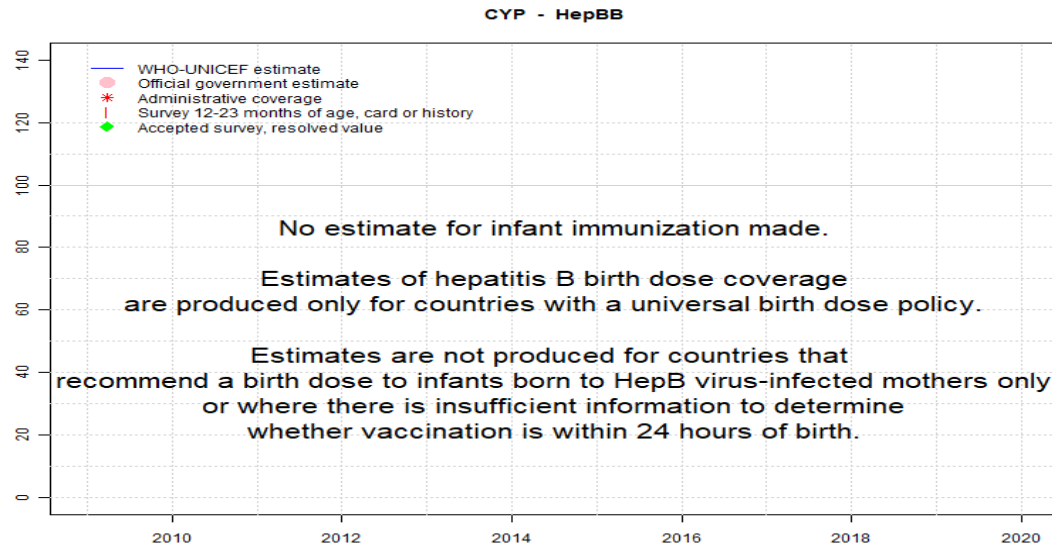 CYP - HepBB
140
120
100
80
60
40
20
0
WHO-UNICEF estimate
Official government estimate
Administrative coverage
Survey 12-23 months of age, card or history
Accepted survey, resolved value
No estimate for infant immunization made.
Estimates of hepatitis B birth dose coverage
are produced only for countries with a universal birth dose policy.
Estimates are not produced for countries that
recommend a birth dose to infants born to HepB virus-infected mothers only
or where there is insufficient information to determine
whether vaccination is within 24 hours of birth.
2010 2012 2014 2016 2018 2020